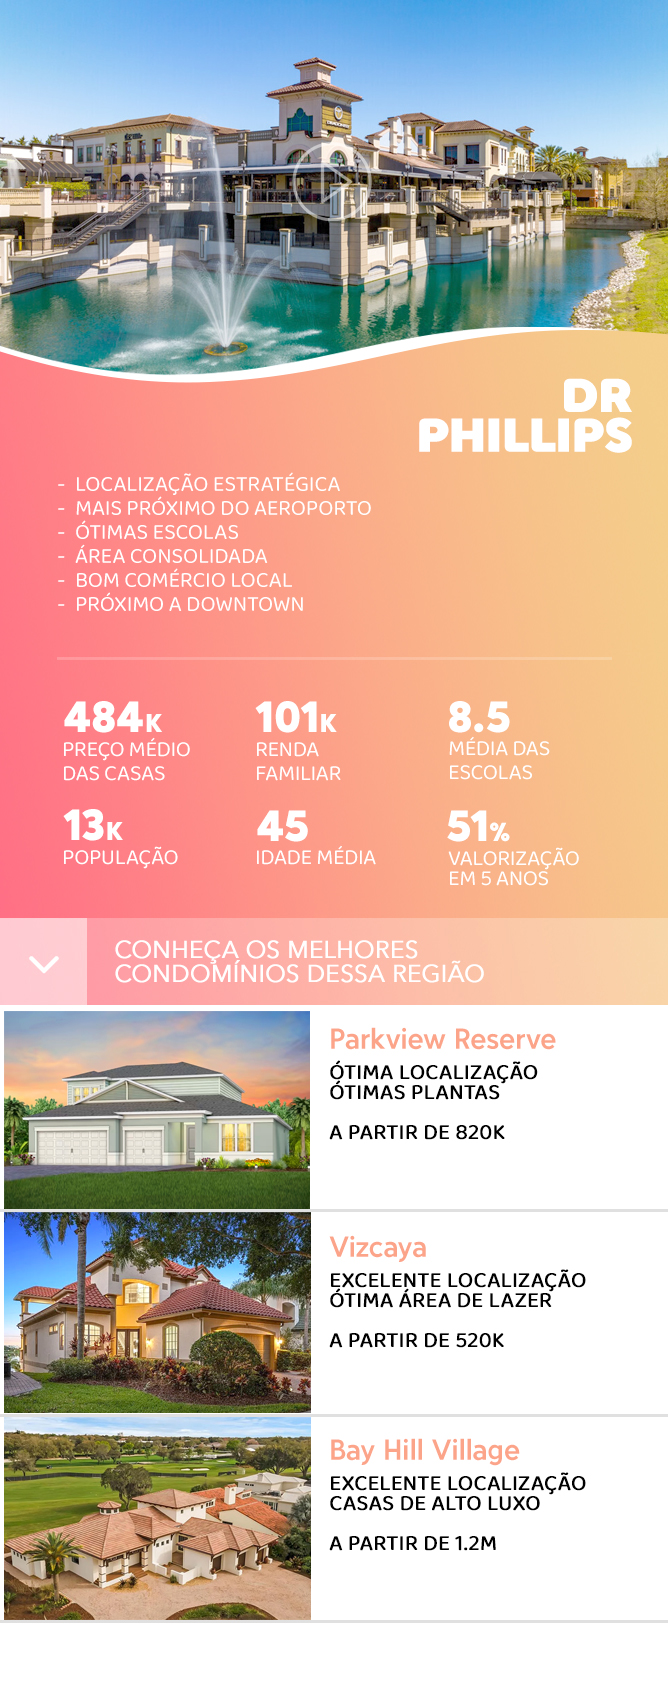 DR
PHILLIPS
- LOCALIZAÇÃO ESTRATÉGICA
- MAIS PRÓXIMO DO AEROPORTO
- ÓTIMAS ESCOLAS
- ÁREA CONSOLIDADA
- BOM COMÉRCIO LOCAL
- PRÓXIMO A DOWNTOWN
484K
PREÇO MÉDIO
DAS CASAS
101K
RENDA
FAMILIAR
8.5
MÉDIA DAS
ESCOLAS
13K
POPULAÇÃO
45
IDADE MÉDIA
51%
VALORIZAÇÃO
EM 5 ANOS
CONHEÇA OS MELHORES
CONDOMÍNIOS DESSA REGIÃO
Parkview Reserve
ÓTIMA LOCALIZAÇÃO
ÓTIMAS PLANTAS
A PARTIR DE 820K
Vizcaya
EXCELENTE LOCALIZAÇÃO
ÓTIMA ÁREA DE LAZER
A PARTIR DE 520K
Bay Hill Village
EXCELENTE LOCALIZAÇÃO
CASAS DE ALTO LUXO
A PARTIR DE 1.2M